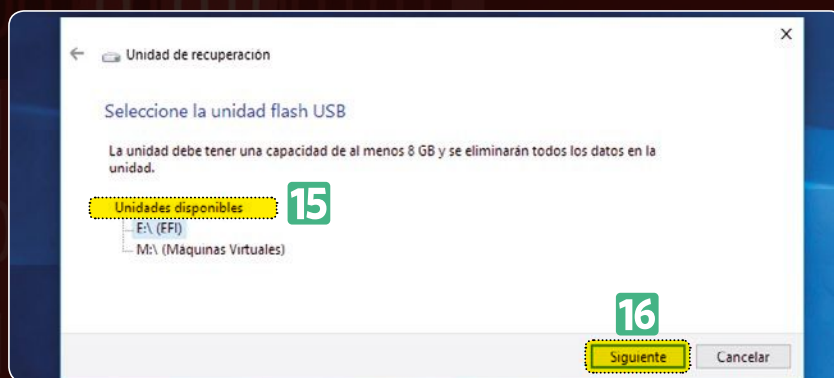 Unidad de recuperación
Seleccione la unidad flash USB
La unidad debe tener una capacidad de al menos 8 GB y se eliminarán todos los datos en la
unidad.
Unidades disponibles
15
E:\ (EFI)
M:\ (Máquinas Virtuales)
16
Siguiente
Cancelar